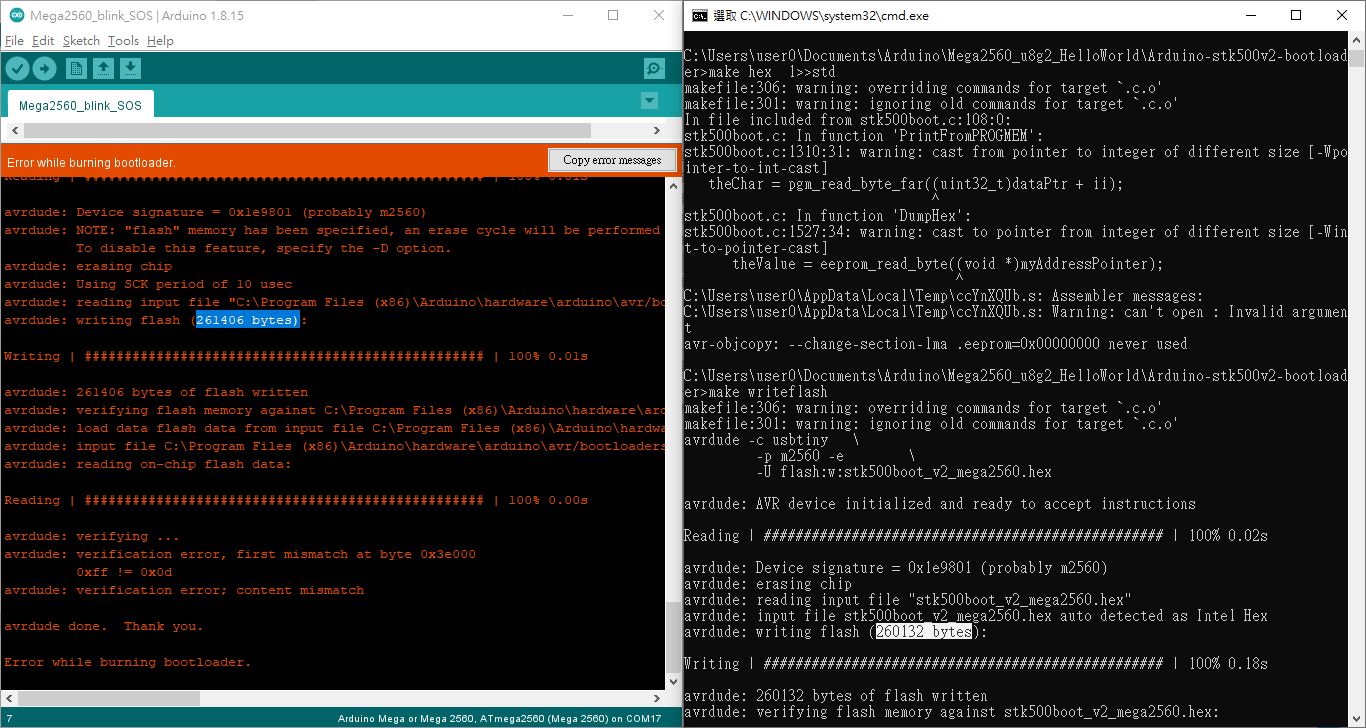 Mega2560_blink_SOS | Arduino 1.8.15
File Edit Sketch Tools Help
Mega2560_blink_SOS
Error while burning bootloader.
Copy error messages
Reading | ################################################## | 100% 0.01s
avrdude: Device signature = 0x1e9801 (probably m2560)
avrdude: NOTE: "flash" memory has been specified, an erase cycle will be performed
To disable this feature, specify the -D option.
avrdude: erasing chip
avrdude: Using SCK period of 10 usec
avrdude: reading input file "C:\Program Files (x86)\Arduino\hardware\arduino\avr/bo
avrdude: writing flash (261406 bytes):
Writing | ################################################## | 100% 0.01s
avrdude: 261406 bytes of flash written
avrdude: verifying flash memory against C:\Program Files (x86)\Arduino\hardware\ard
avrdude: load data flash data from input file C:\Program Files (x86)\Arduino\hardwa
avrdude: input file C:\Program Files (x86)\Arduino\hardware\arduino\avr/bootloaders
avrdude: reading on-chip flash data:
Reading | ################################################## | 100% 0.00s
avrdude: verifying ...
avrdude: verification error, first mismatch at byte 0x3e000
0xff != 0x0d
avrdude: verification error; content mismatch
avrdude done.  Thank you.
Error while burning bootloader.
7
Arduino Mega or Mega 2560, ATmega2560 (Mega 2560) on COM17
選取 C:\WINDOWS\system32\cmd.exe
C:\Users\user0\Documents\Arduino\Mega2560_u8g2_HelloWorld\Arduino-stk500v2-bootload
er>make hex  1>>std
makefile:306: warning: overriding commands for target `.c.o'
makefile:301: warning: ignoring old commands for target `.c.o'
In file included from stk500boot.c:108:0:
stk500boot.c: In function 'PrintFromPROGMEM':
stk500boot.c:1310:31: warning: cast from pointer to integer of different size [-Wpo
inter-to-int-cast]
theChar = pgm_read_byte_far((uint32_t)dataPtr + ii);
^
stk500boot.c: In function 'DumpHex':
stk500boot.c:1527:34: warning: cast to pointer from integer of different size [-Win
t-to-pointer-cast]
theValue = eeprom_read_byte((void *)myAddressPointer);
^
C:\Users\user0\AppData\Local\Temp\ccYnXQUb.s: Assembler messages:
C:\Users\user0\AppData\Local\Temp\ccYnXQUb.s: Warning: can't open : Invalid argumen
t
avr-objcopy: --change-section-lma .eeprom=0x00000000 never used
C:\Users\user0\Documents\Arduino\Mega2560_u8g2_HelloWorld\Arduino-stk500v2-bootload
er>make writeflash
makefile:306: warning: overriding commands for target `.c.o'
makefile:301: warning: ignoring old commands for target `.c.o'
avrdude -c usbtiny   \
-p m2560 -e        \
-U flash:w:stk500boot_v2_mega2560.hex
avrdude: AVR device initialized and ready to accept instructions
Reading | ################################################## | 100% 0.02s
avrdude: Device signature = 0x1e9801 (probably m2560)
avrdude: erasing chip
avrdude: reading input file "stk500boot_v2_mega2560.hex"
avrdude: input file stk500boot_v2_mega2560.hex auto detected as Intel Hex
avrdude: writing flash (260132 bytes):
Writing | ################################################## | 100% 0.18s
avrdude: 260132 bytes of flash written
avrdude: verifying flash memory against stk500boot_v2_mega2560.hex: